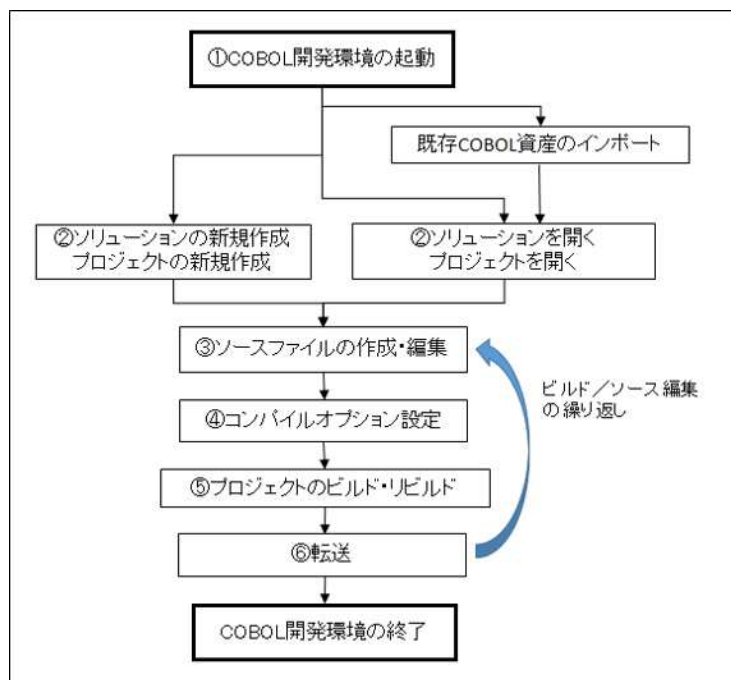 ①COBOL開発環境の起動
既存COBOL資産のインポート
②ソリューションの新規作成
プロジェクトの新規作成
②ソリューションを開く
プロジェクトを開く
③ソースファイルの作成・編集
ビルド／ソース編集
の繰り返し
④コンパイルオプション設定
⑤プロジェクトのビルド・リビルド
⑥転送
COBOL開発環境の終了